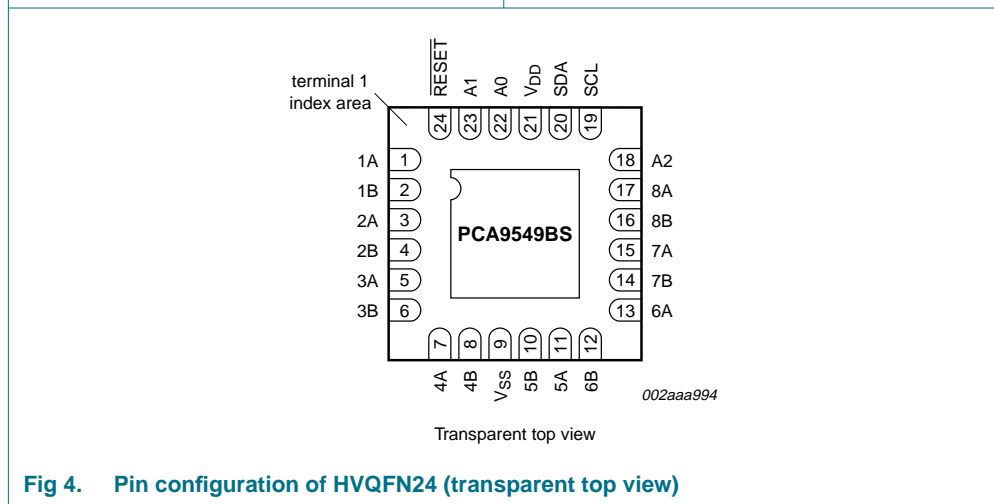 RESET
A1
A0
VDD
SDA
SCL
terminal 1
index area
24
23
22
21
20
19
1A 1
18 A2
1B 2
17 8A
2A 3
16 8B
PCA9549BS
2B 4
15 7A
3A 5
14 7B
3B 6
13 6A
7
8
9
10
11
12
4A
4B
VSS
5B
5A
6B
002aaa994
Transparent top view
Fig 4. Pin configuration of HVQFN24 (transparent top view)